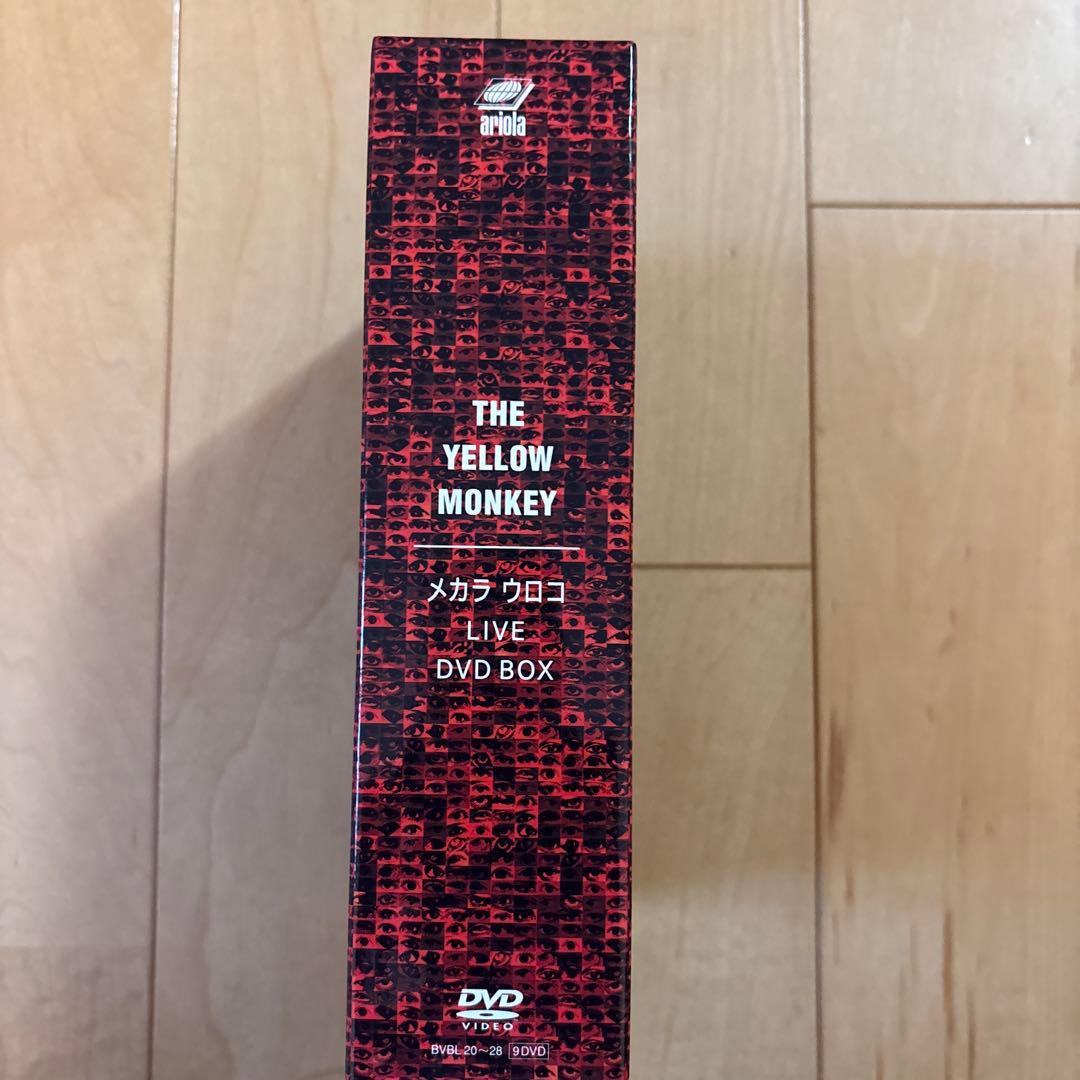 ariola
THE
YELLOW
MONKEY
メカラ ウロコ
LIVE
DVD BOX
DVD
VIDEO
BVBL 20〜28 9DVD